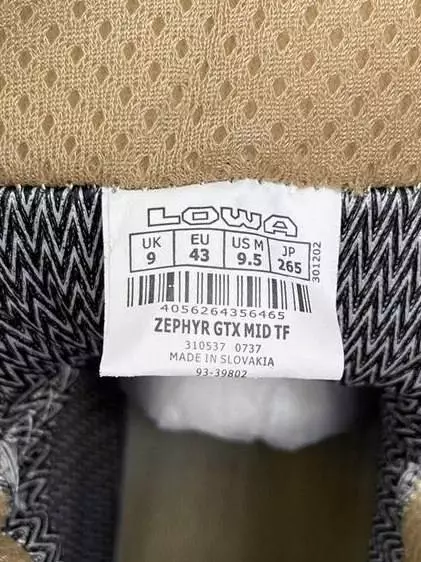 LOWA
UK EU US M JP
9 43 9.5 265
301202
4056264356465
ZEPHYR GTX MID TF
310537 0737
MADE IN SLOVAKIA
93-39802